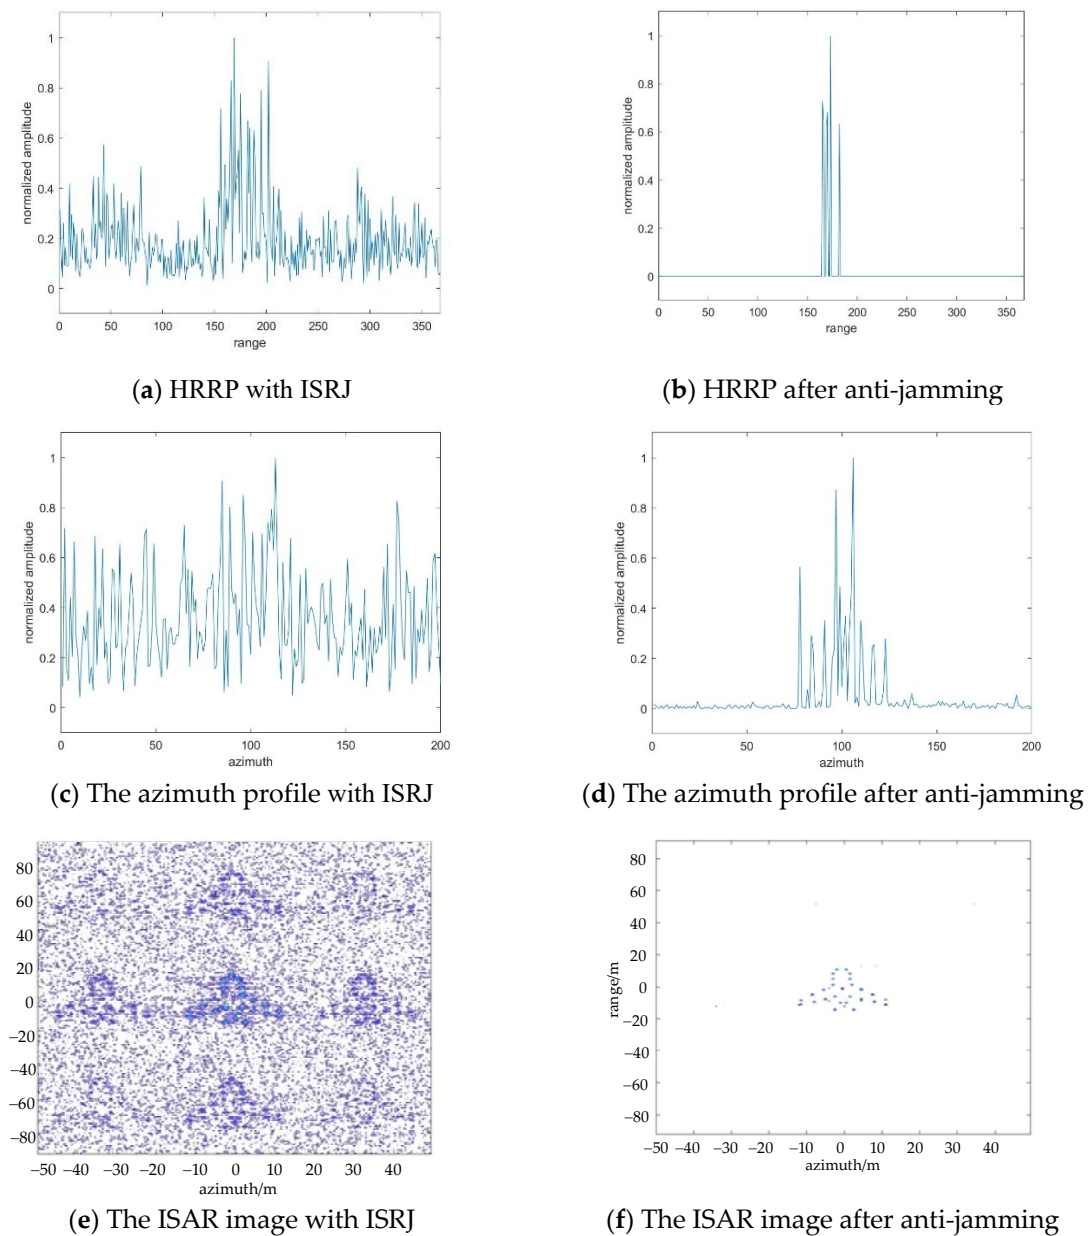 normalized amplitude
1
0.8
0.6
0.4
0.2
0
0 50 100 150 200 250 300 350
range
(a) HRRP with ISRJ
normalized amplitude
1
0.8
0.6
0.4
0.2
0
0 50 100 150 200 250 300 350
range
(b) HRRP after anti-jamming
normalized amplitude
1
0.8
0.6
0.4
0.2
0
0 50 100 150 200
azimuth
(c) The azimuth profile with ISRJ
normalized amplitude
1
0.8
0.6
0.4
0.2
0
0 50 100 150 200
azimuth
(d) The azimuth profile after anti-jamming
80
60
40
20
0
−20
−40
−60
−80
−50 −40 −30 −20 −10 0 10 20 30 40
azimuth/m
(e) The ISAR image with ISRJ
range/m
80
60
40
20
0
−20
−40
−60
−80
−50 −40 −30 −20 −10 0 10 20 40
azimuth/m
(f) The ISAR image after anti-jamming